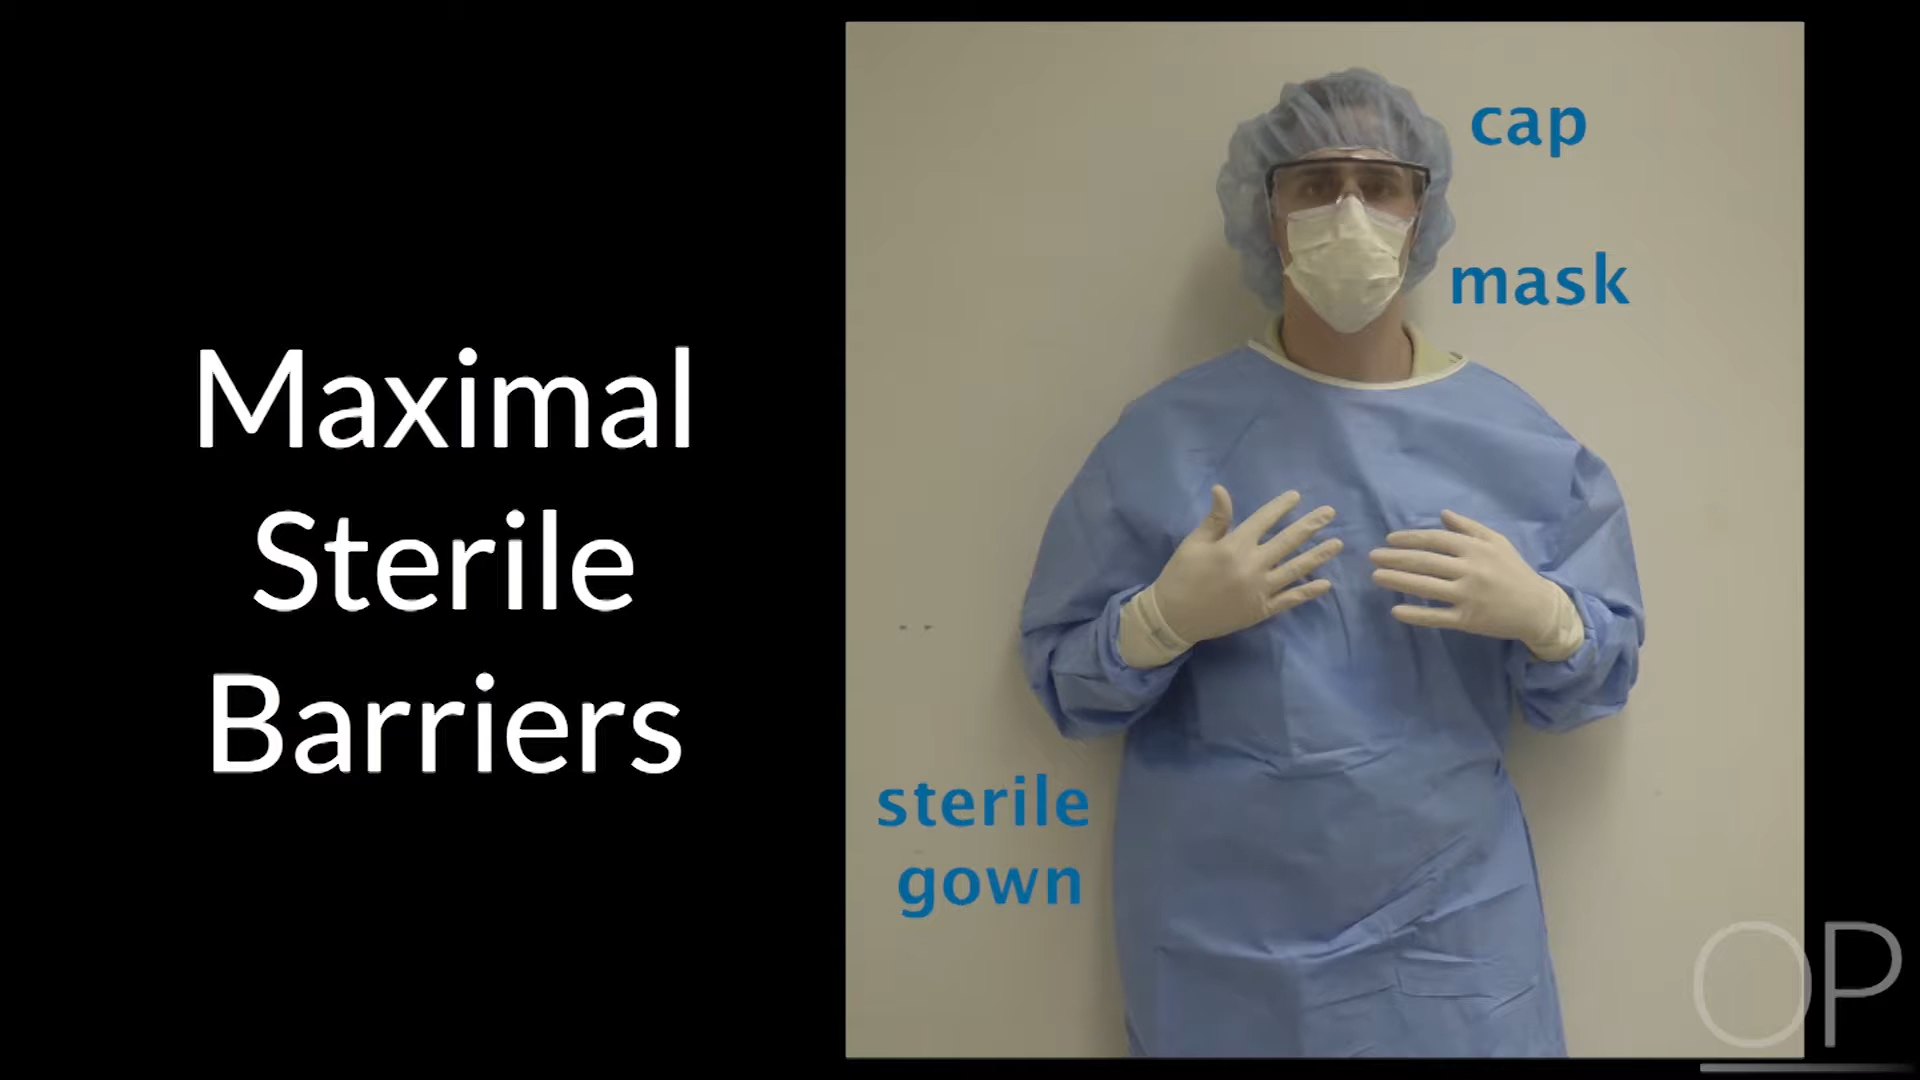 Maximal
Sterile
Barriers
cap
mask
sterile
gown
OP